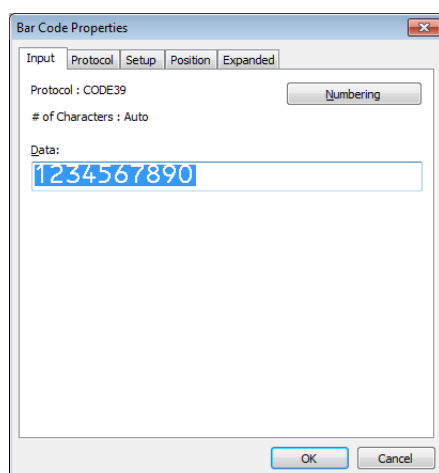 Bar Code Properties
Input Protocol Setup Position Expanded
Protocol : CODE39 Numbering
# of Characters : Auto
Data:
1234567890
OK Cancel